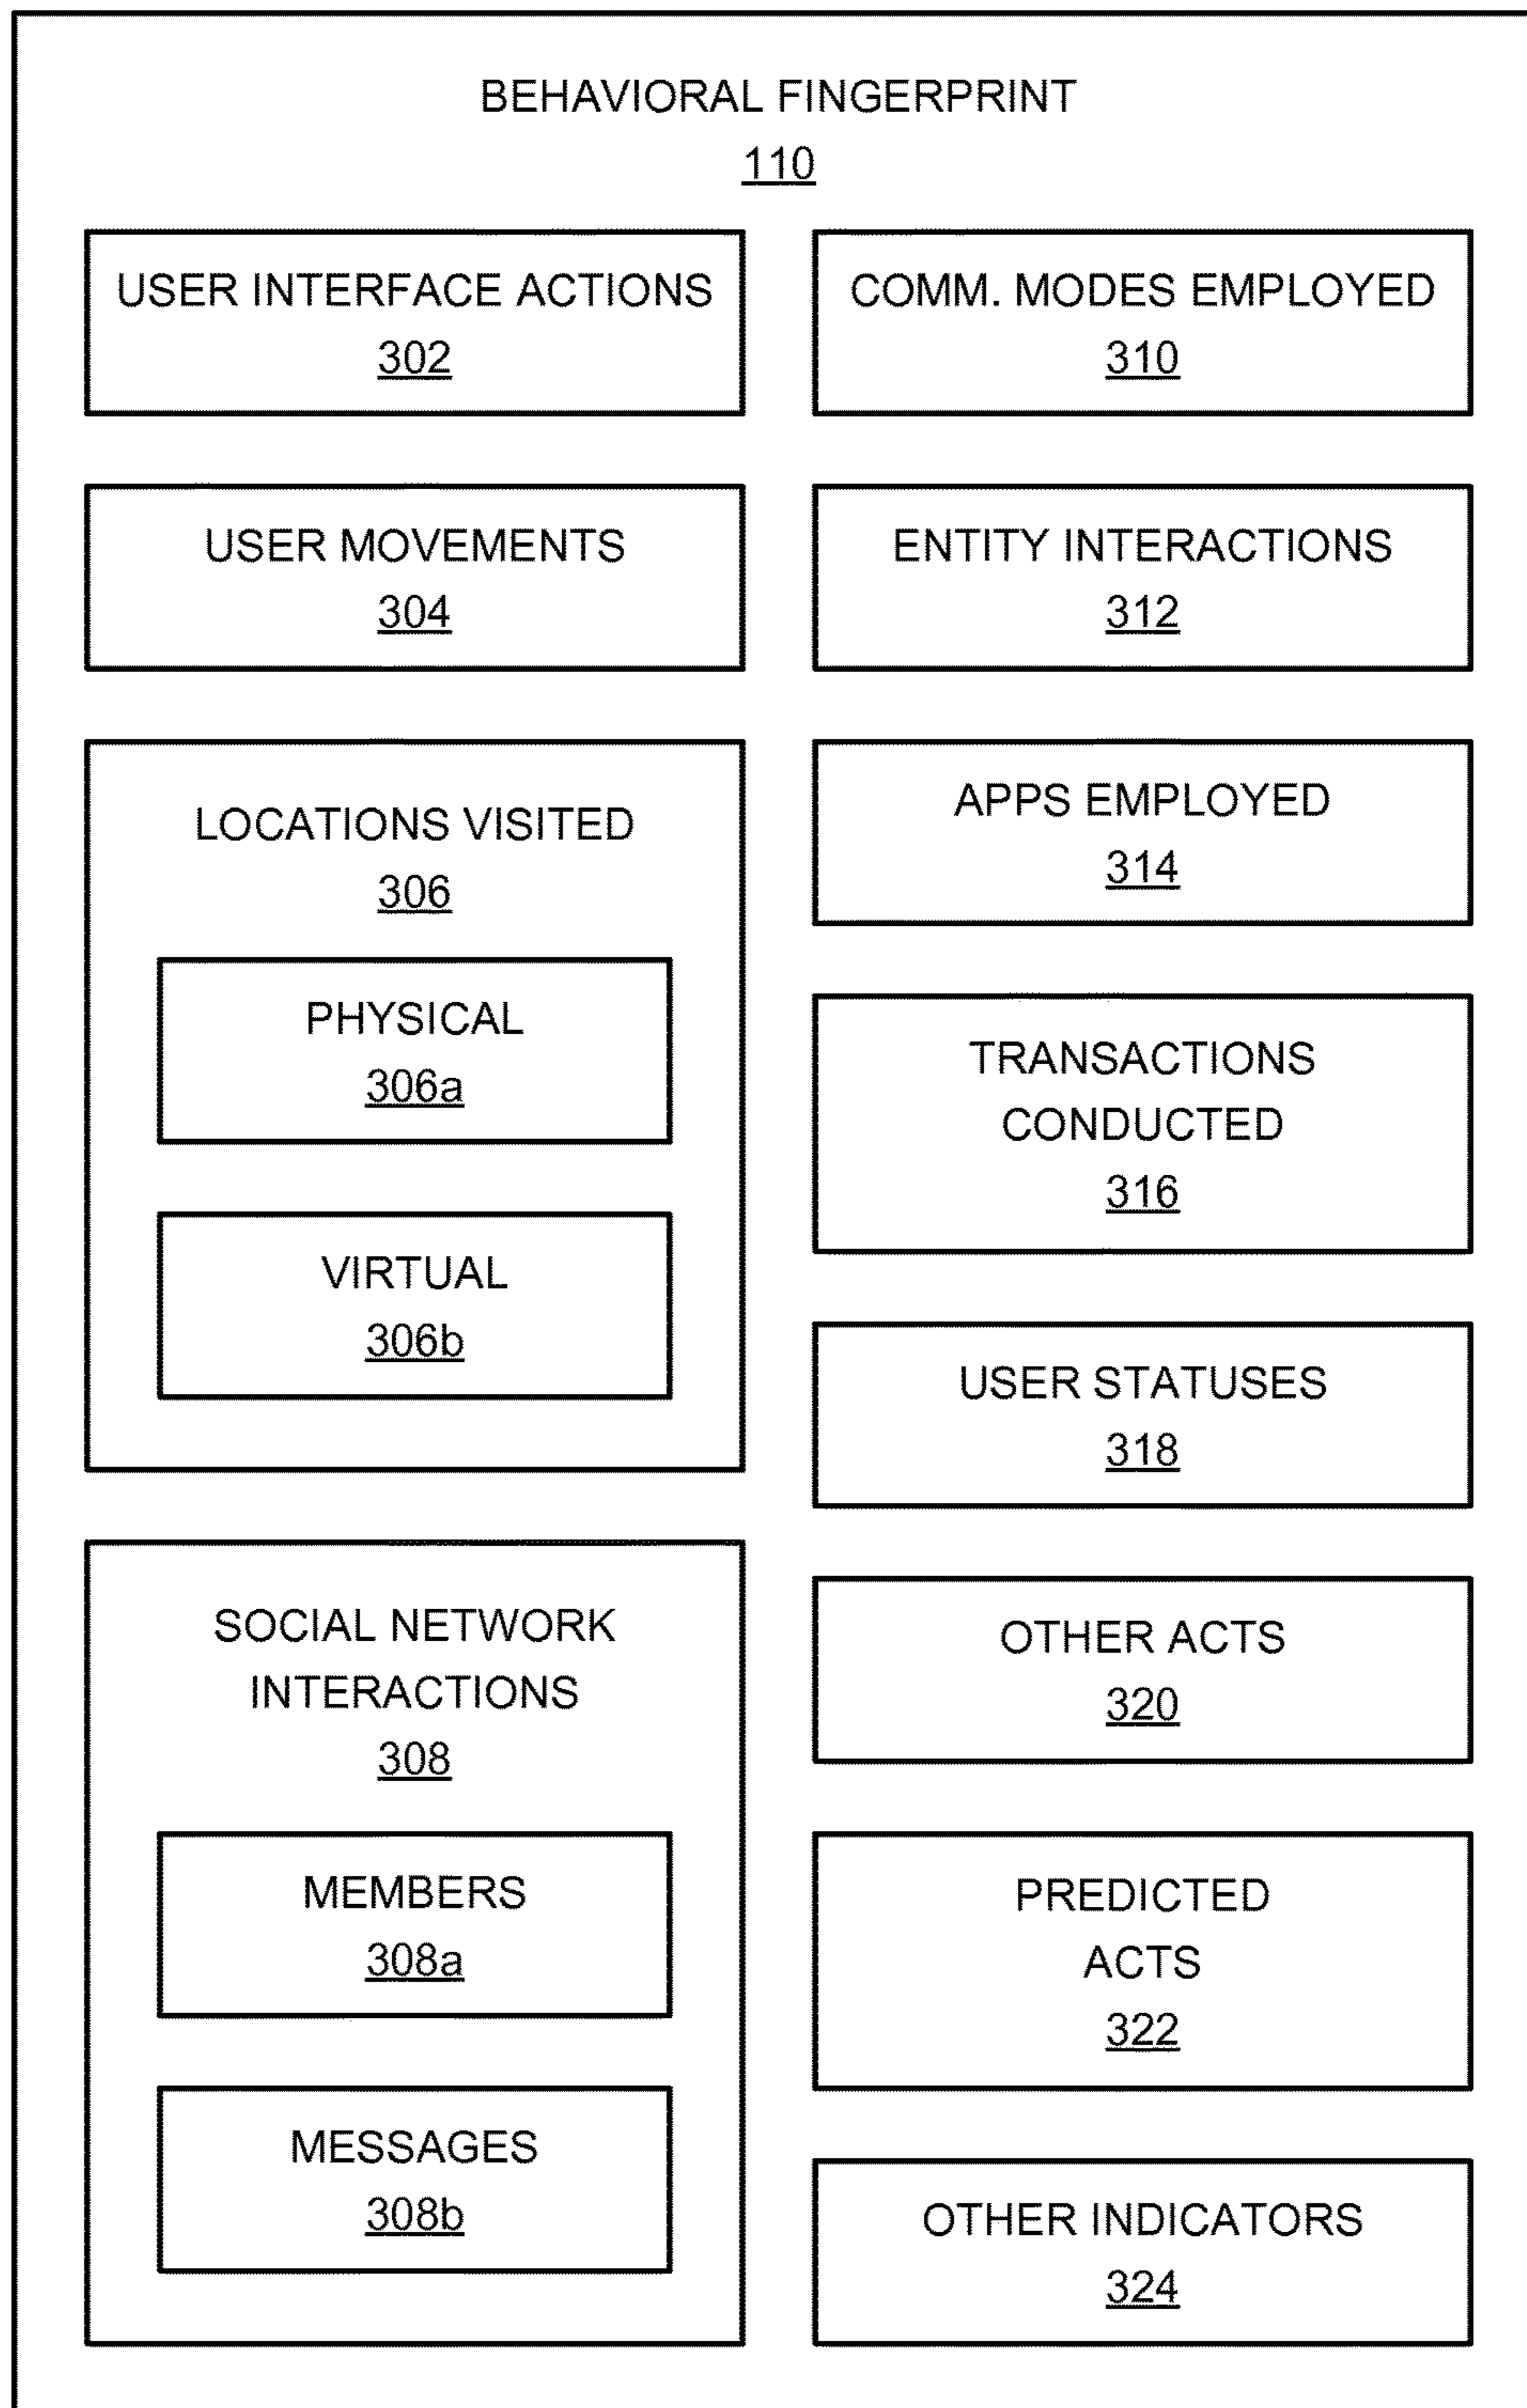 BEHAVIORAL FINGERPRINT
110
USER INTERFACE ACTIONS
302
USER MOVEMENTS
304
LOCATIONS VISITED
306
PHYSICAL
306a
VIRTUAL
306b
SOCIAL NETWORK
INTERACTIONS
308
MEMBERS
308a
MESSAGES
308b
COMM. MODES EMPLOYED
310
ENTITY INTERACTIONS
312
APPS EMPLOYED
314
TRANSACTIONS
CONDUCTED
316
USER STATUSES
318
OTHER ACTS
320
PREDICTED
ACTS
322
OTHER INDICATORS
324